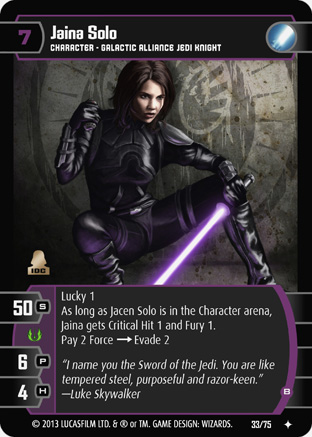 7 Jaina Solo
CHARACTER - GALACTIC ALLIANCE JEDI KNIGHT
IDC
50 S
6 P
4 H
Lucky 1
As long as Jacen Solo is in the Character arena,
Jaina gets Critical Hit 1 and Fury 1.
Pay 2 Force → Evade 2
“I name you the Sword of the Jedi. You are like
tempered steel, purposeful and razor-keen.”
—Luke Skywalker
B
© 2013 LUCASFILM LTD. & ® or TM. GAME DESIGN: WIZARDS. 33/75